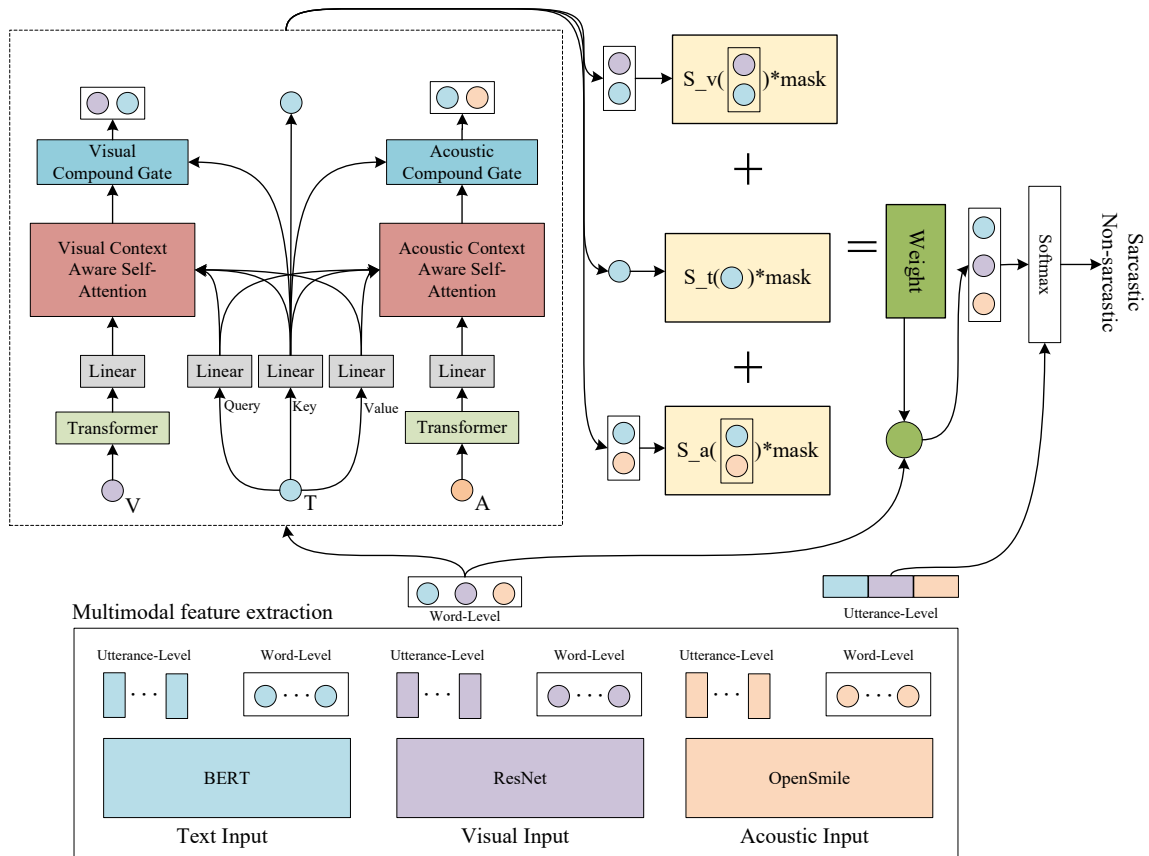 Visual
Compound Gate
Acoustic
Compound Gate
Visual Context
Aware Self-
Attention
Acoustic Context
Aware Self-
Attention
Linear
Linear
Linear
Linear
Linear
Query
Key
Value
Transformer
Transformer
V
T
A
S_v(
)*mask
+
S_t(
)*mask
+
S_a(
)*mask
=
Weight
Softmax
Sarcastic
Non-sarcastic
Word-Level
Utterance-Level
Multimodal feature extraction
Utterance-Level
Word-Level
Utterance-Level
Word-Level
Utterance-Level
Word-Level
···
···
···
···
···
···
BERT
ResNet
OpenSmile
Text Input
Visual Input
Acoustic Input